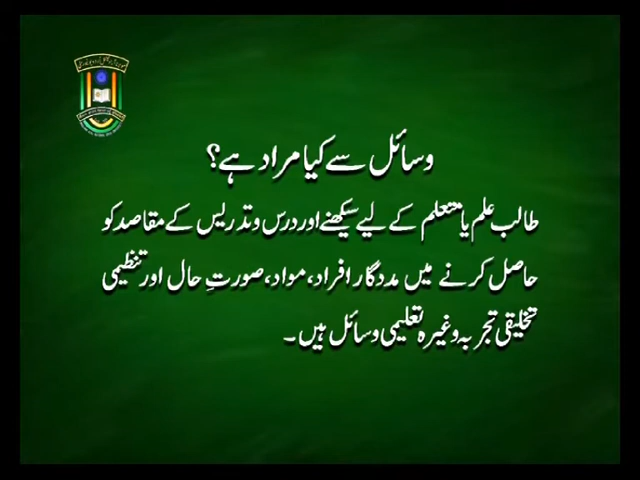 وسائل سے کیا مراد ہے؟
طالب علم یا متعلم کے لیے سیکھنے اور درس و تدریس کے مقاصد کو
حاصل کرنے میں مددگار افراد، مواد، صورتِ حال اور تنظیمی
تخلیقی تجربہ وغیرہ تعلیمی وسائل ہیں۔